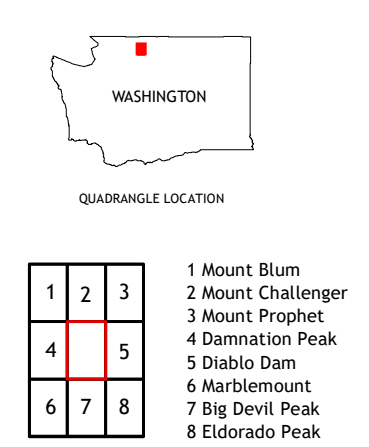 WASHINGTON
QUADRANGLE LOCATION
1 2 3
4 5
6 7 8
1 Mount Blum
2 Mount Challenger
3 Mount Prophet
4 Damnation Peak
5 Diablo Dam
6 Marblemount
7 Big Devil Peak
8 Eldorado Peak